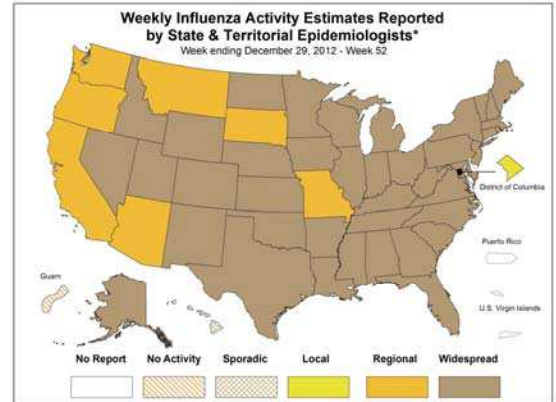 Weekly Influenza Activity Estimates Reported
by State & Territorial Epidemiologists*
Week ending December 29, 2012 - Week 52
District of Columbia
Puerto Rico
Guam
U.S. Virgin Islands
No Report No Activity Sporadic Local Regional Widespread